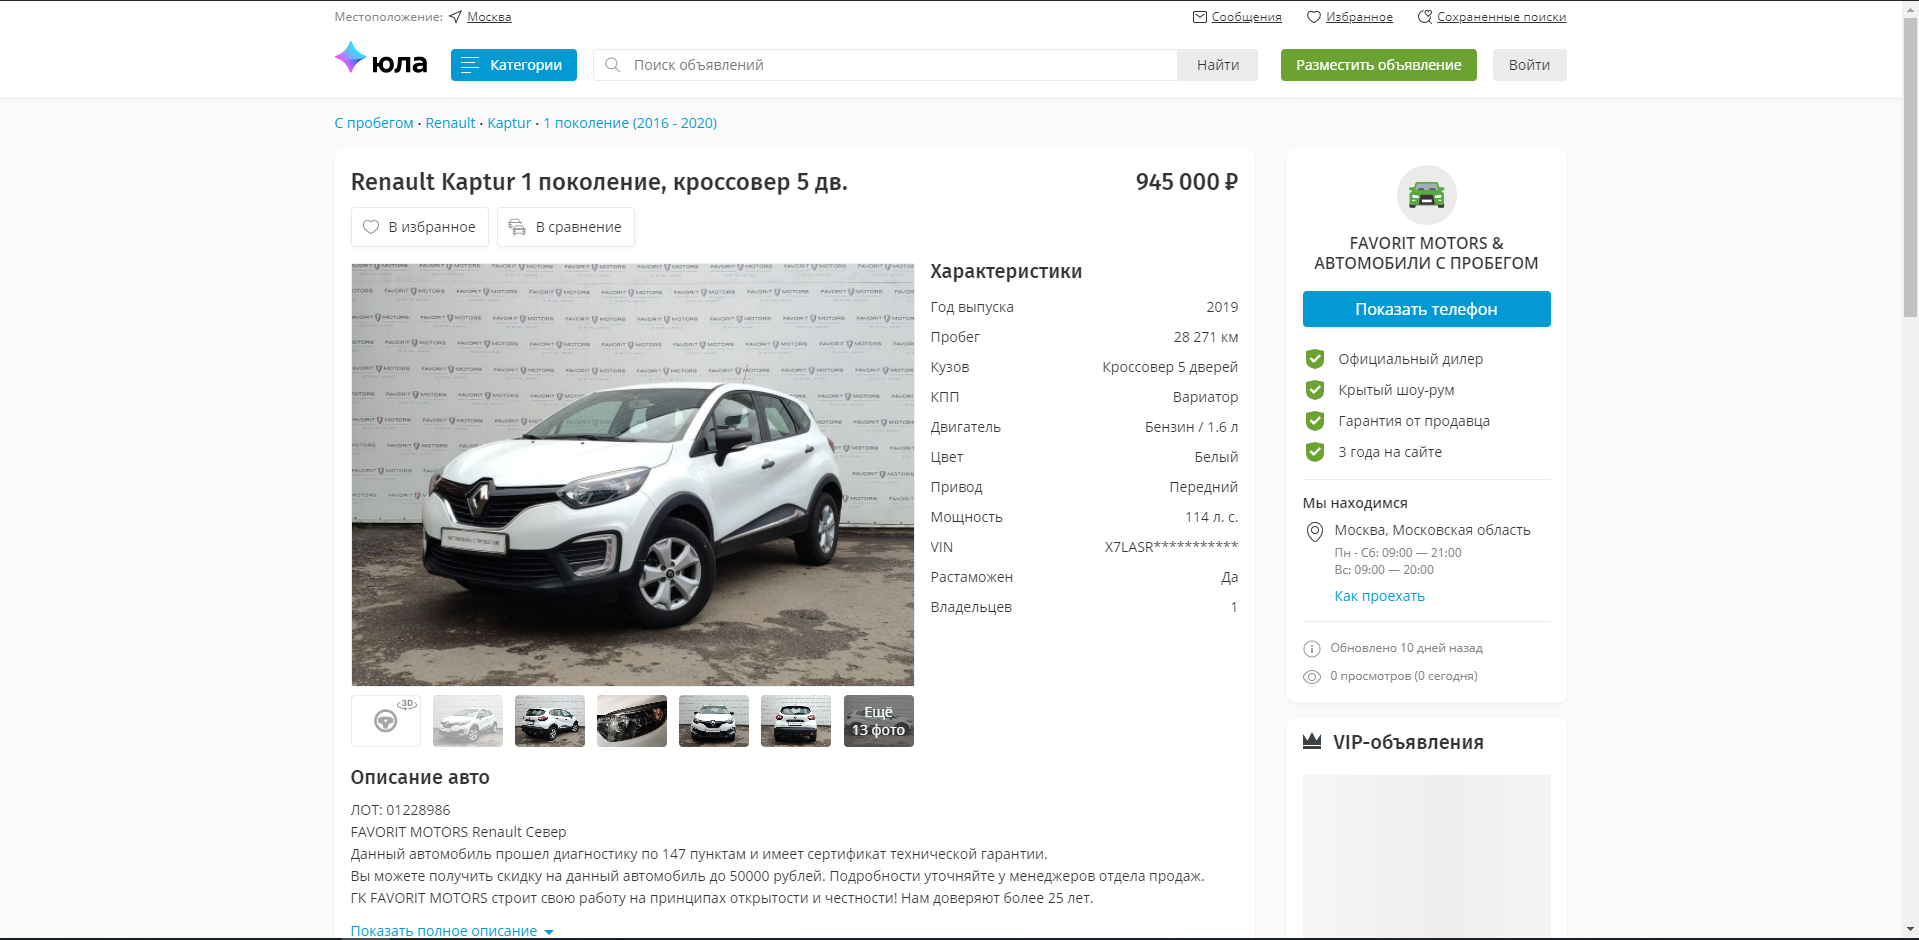 Местоположение: Москва
Сообщения
Избранное
Сохраненные поиски
юла
Категории
Поиск объявлений
Найти
Разместить объявление
Войти
С пробегом · Renault · Kaptur · 1 поколение (2016 - 2020)
Renault Kaptur 1 поколение, кроссовер 5 дв.
945 000 ₽
В избранное
В сравнение
FAVORIT MOTORS
АВТОМОБИЛЬ С ПРОБЕГОМ
3D
Ещё
13 фото
Характеристики
Год выпуска 2019
Пробег 28 271 км
Кузов Кроссовер 5 дверей
КПП Вариатор
Двигатель Бензин / 1.6 л
Цвет Белый
Привод Передний
Мощность 114 л. с.
VIN X7LASR***********
Растаможен Да
Владельцев 1
Описание авто
ЛОТ: 01228986
FAVORIT MOTORS Renault Север
Данный автомобиль прошел диагностику по 147 пунктам и имеет сертификат технической гарантии.
Вы можете получить скидку на данный автомобиль до 50000 рублей. Подробности уточняйте у менеджеров отдела продаж.
ГК FAVORIT MOTORS строит свою работу на принципах открытости и честности! Нам доверяют более 25 лет.
Показать полное описание
FAVORIT MOTORS &
АВТОМОБИЛИ С ПРОБЕГОМ
Показать телефон
Официальный дилер
Крытый шоу-рум
Гарантия от продавца
3 года на сайте
Мы находимся
Москва, Московская область
Пн - Сб: 09:00 — 21:00
Вс: 09:00 — 20:00
Как проехать
Обновлено 10 дней назад
0 просмотров (0 сегодня)
VIP-объявления